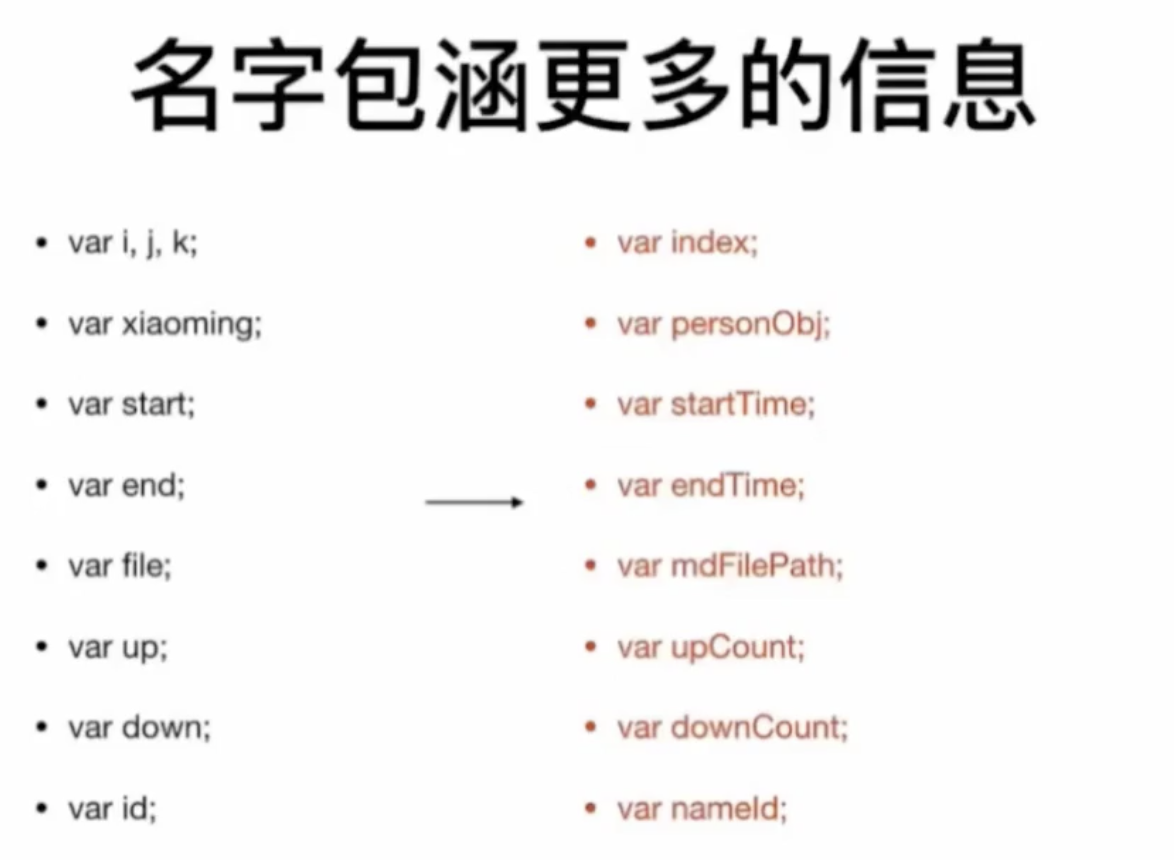 名字包涵更多的信息
• var i, j, k;
• var xiaoming;
• var start;
• var end;
• var file;
• var up;
• var down;
• var id;
• var index;
• var personObj;
• var startTime;
• var endTime;
• var mdFilePath;
• var upCount;
• var downCount;
• var nameId;